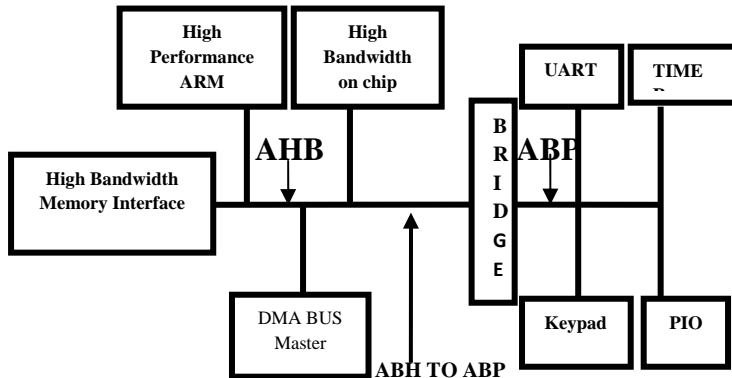 High
Performance
ARM
High
Bandwidth
on chip
UART
TIME
High Bandwidth
Memory Interface
AHB
B
R
I
D
G
E
ABP
DMA BUS
Master
Keypad
PIO
ABH TO ABP